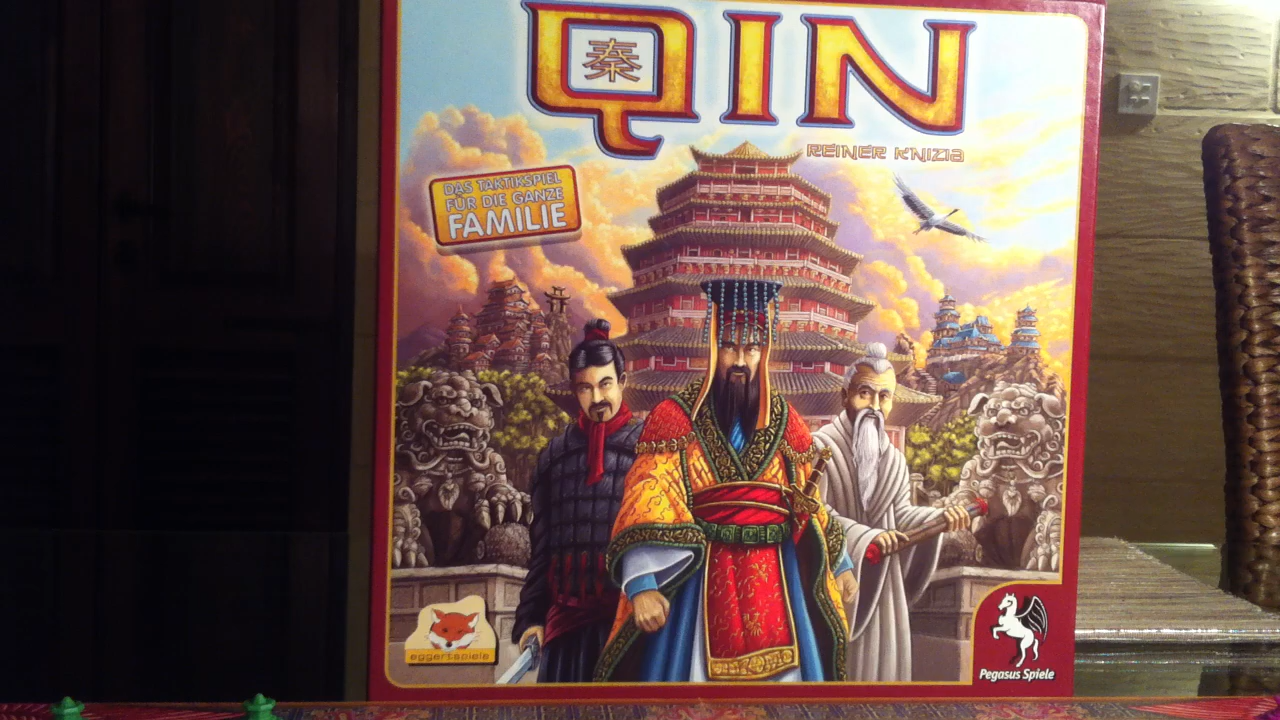 QIN
秦
REINER KNIZIA
DAS TAKTIKSPIEL
FÜR DIE GANZE
FAMILIE
eggertspiele
Pegasus Spiele